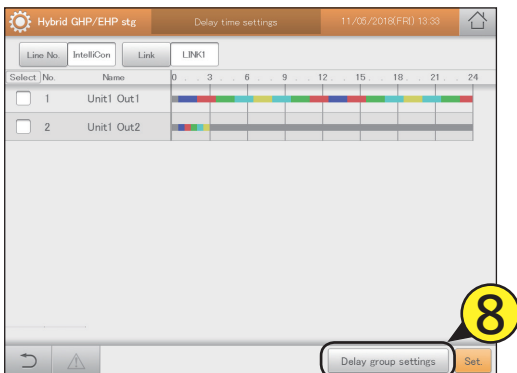 Hybrid GHP/EHP stg Delay time settings 11/05/2018(FRI) 13:33
Line No. IntelliCon Link LINK1
Select No. Name 0 3 6 9 12 15 18 21 24
1 Unit1 Out1
2 Unit1 Out2
8
Delay group settings Set.